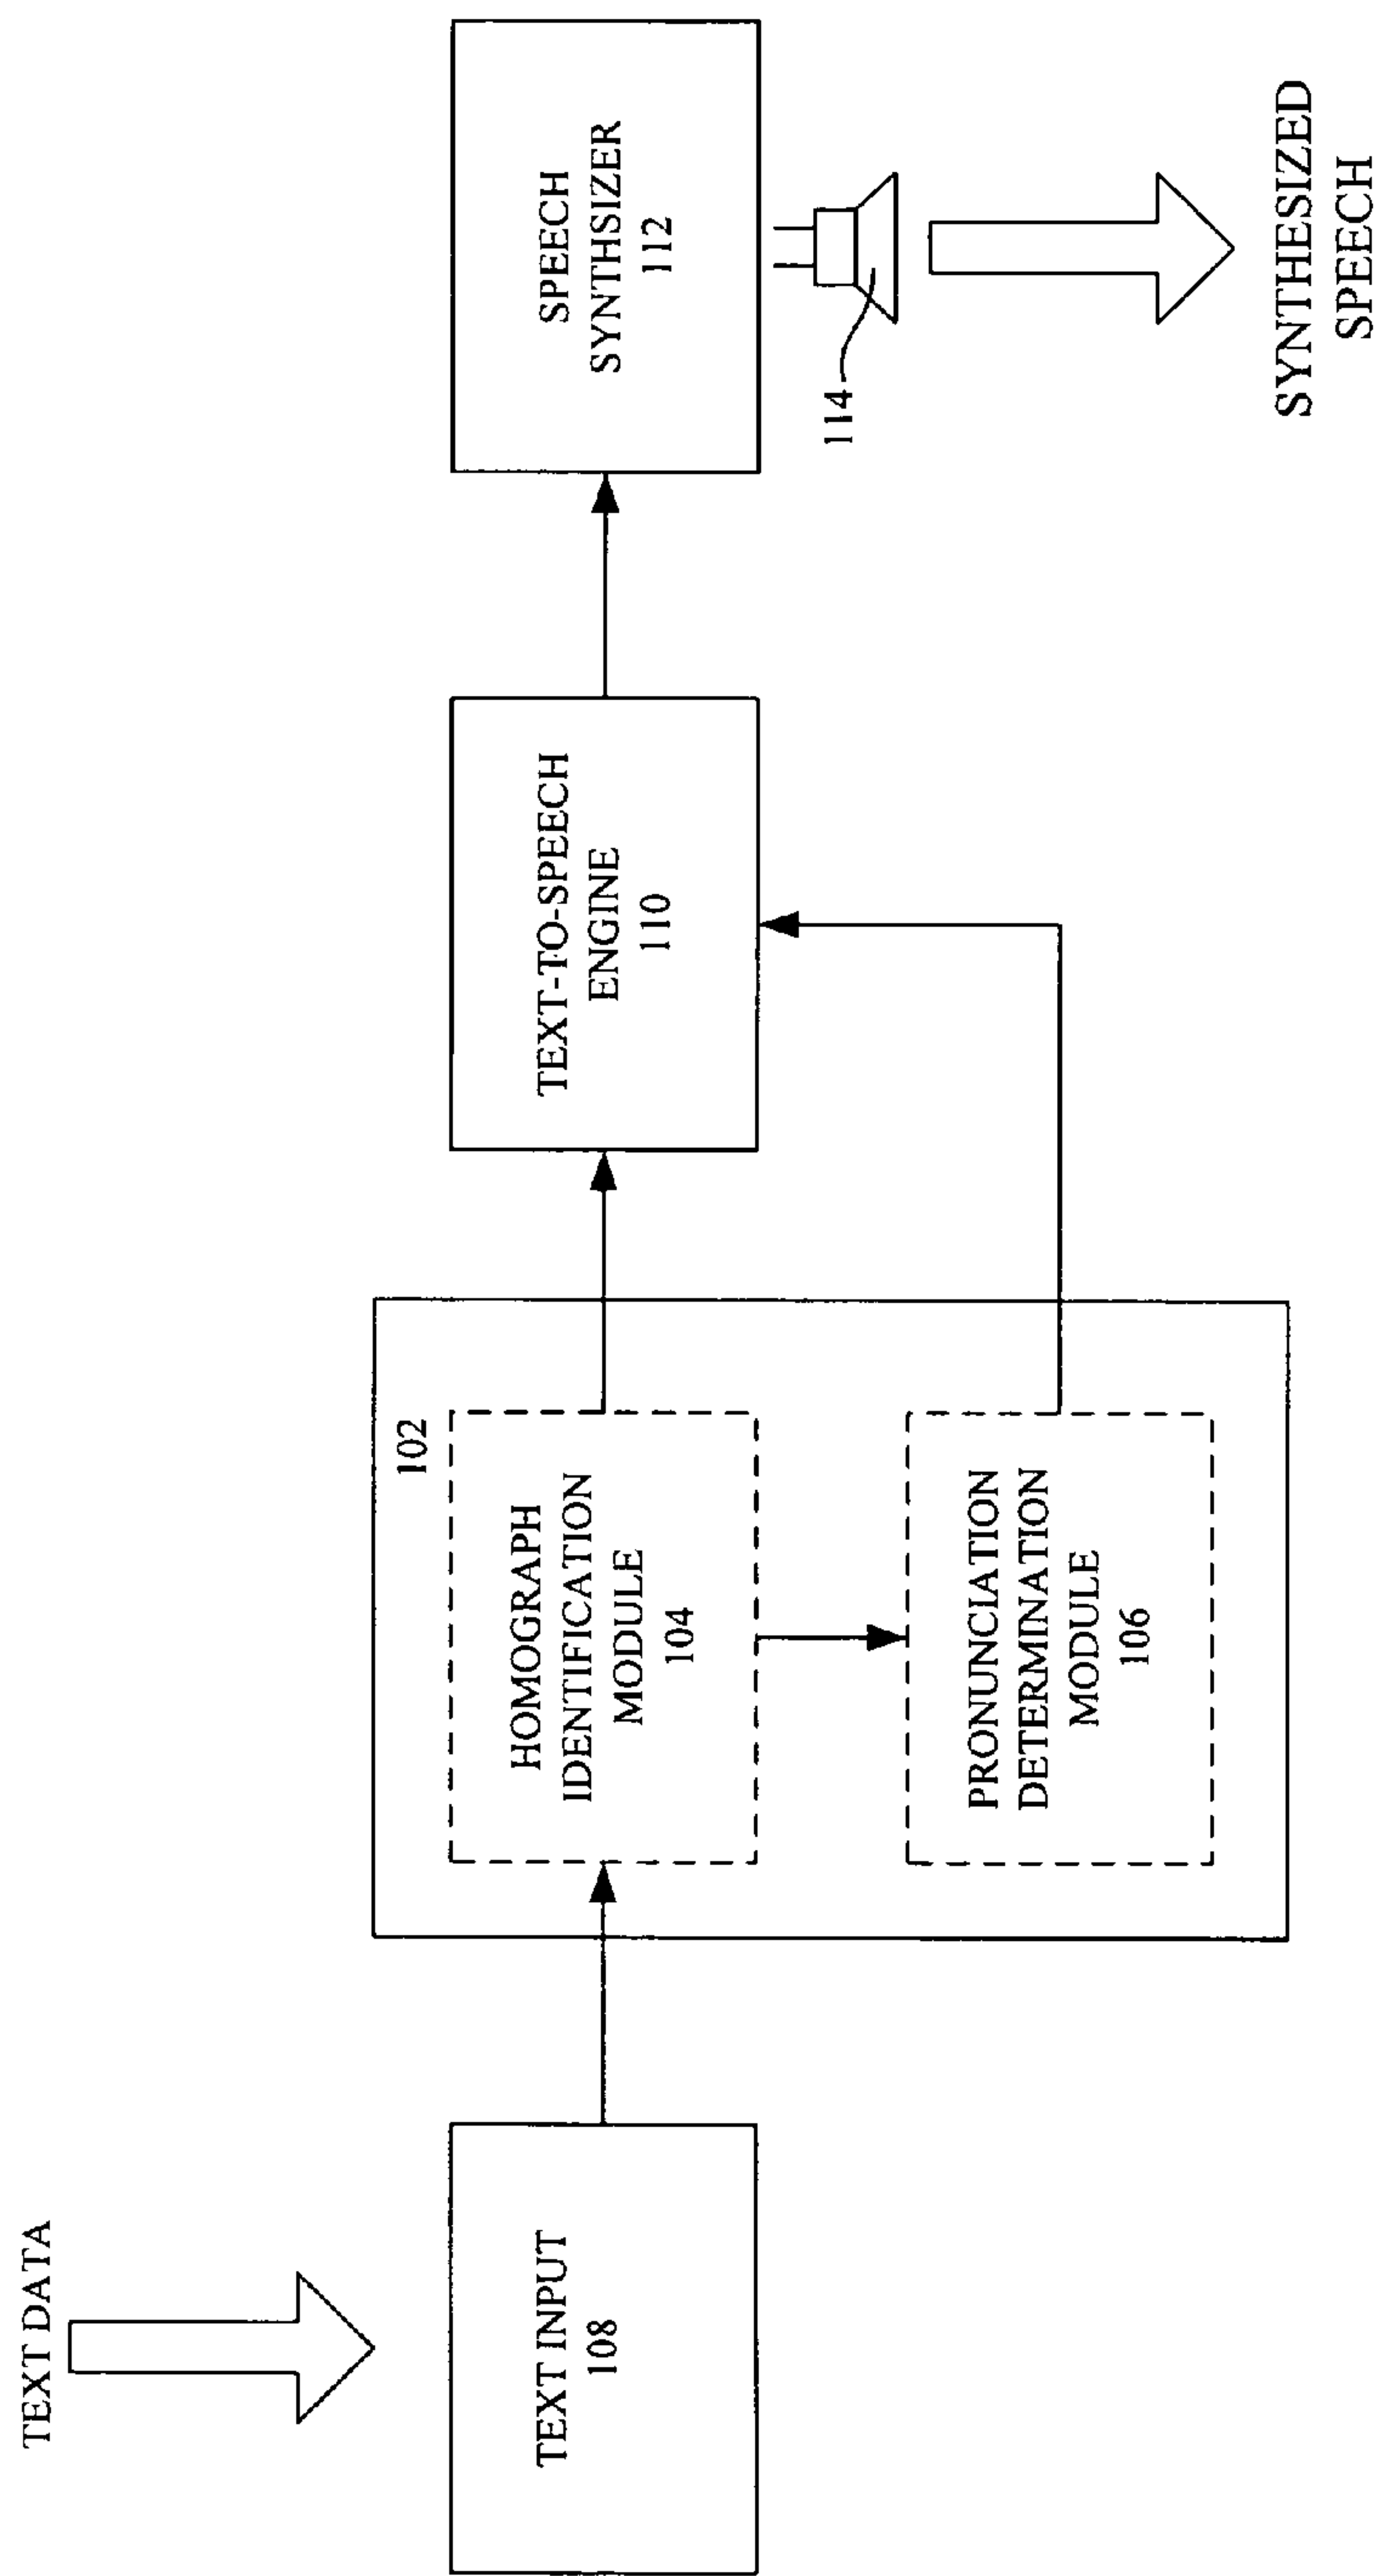 TEXT DATA
TEXT INPUT
108
102
HOMOGRAPH
IDENTIFICATION
MODULE
104
PRONUNCIATION
DETERMINATION
MODULE
106
TEXT-TO-SPEECH
ENGINE
110
SPEECH
SYNTHSIZER
112
114
SYNTHESIZED
SPEECH